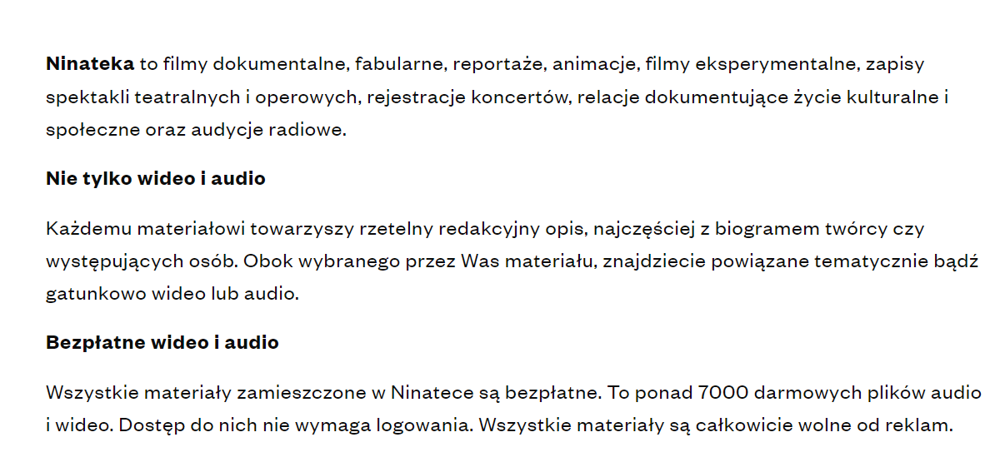 Ninateka to filmy dokumentalne, fabularne, reportaże, animacje, filmy eksperymentalne, zapisy
spektakli teatralnych i operowych, rejestracje koncertów, relacje dokumentujące życie kulturalne i
społeczne oraz audycje radiowe.
Nie tylko wideo i audio
Każdemu materiałowi towarzyszy rzetelny redakcyjny opis, najczęściej z biogramem twórcy czy
występujących osób. Obok wybranego przez Was materiału, znajdziecie powiązane tematycznie bądź
gatunkowo wideo lub audio.
Bezpłatne wideo i audio
Wszystkie materiały zamieszczone w Ninatece są bezpłatne. To ponad 7000 darmowych plików audio
i wideo. Dostęp do nich nie wymaga logowania. Wszystkie materiały są całkowicie wolne od reklam.